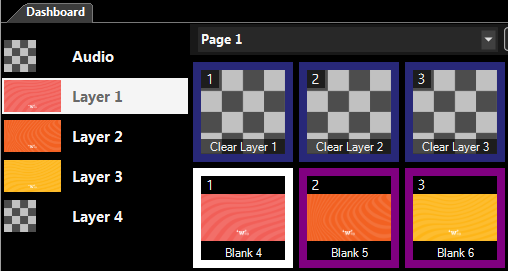 Dashboard
Audio
Layer 1
Layer 2
Layer 3
Layer 4
Page 1
1
Clear Layer 1
2
Clear Layer 2
3
Clear Layer 3
1
Blank 4
2
Blank 5
3
Blank 6